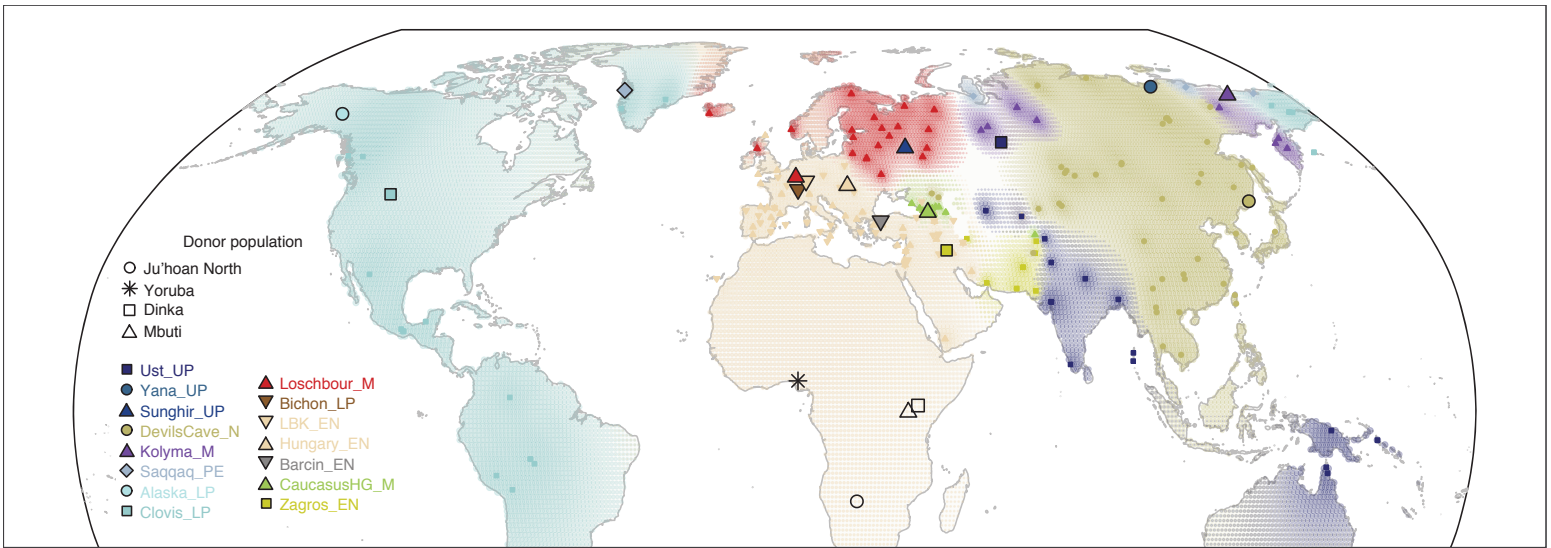 Donor population
Ju'hoan North
Yoruba
Dinka
Mbuti
Ust_UP
Yana_UP
Sunghir_UP
DevilsCave_N
Kolyma_M
Saqqaq_PE
Alaska_LP
Clovis_LP
Loschbour_M
Bichon_LP
LBK_EN
Hungary_EN
Barcin_EN
CaucasusHG_M
Zagros_EN